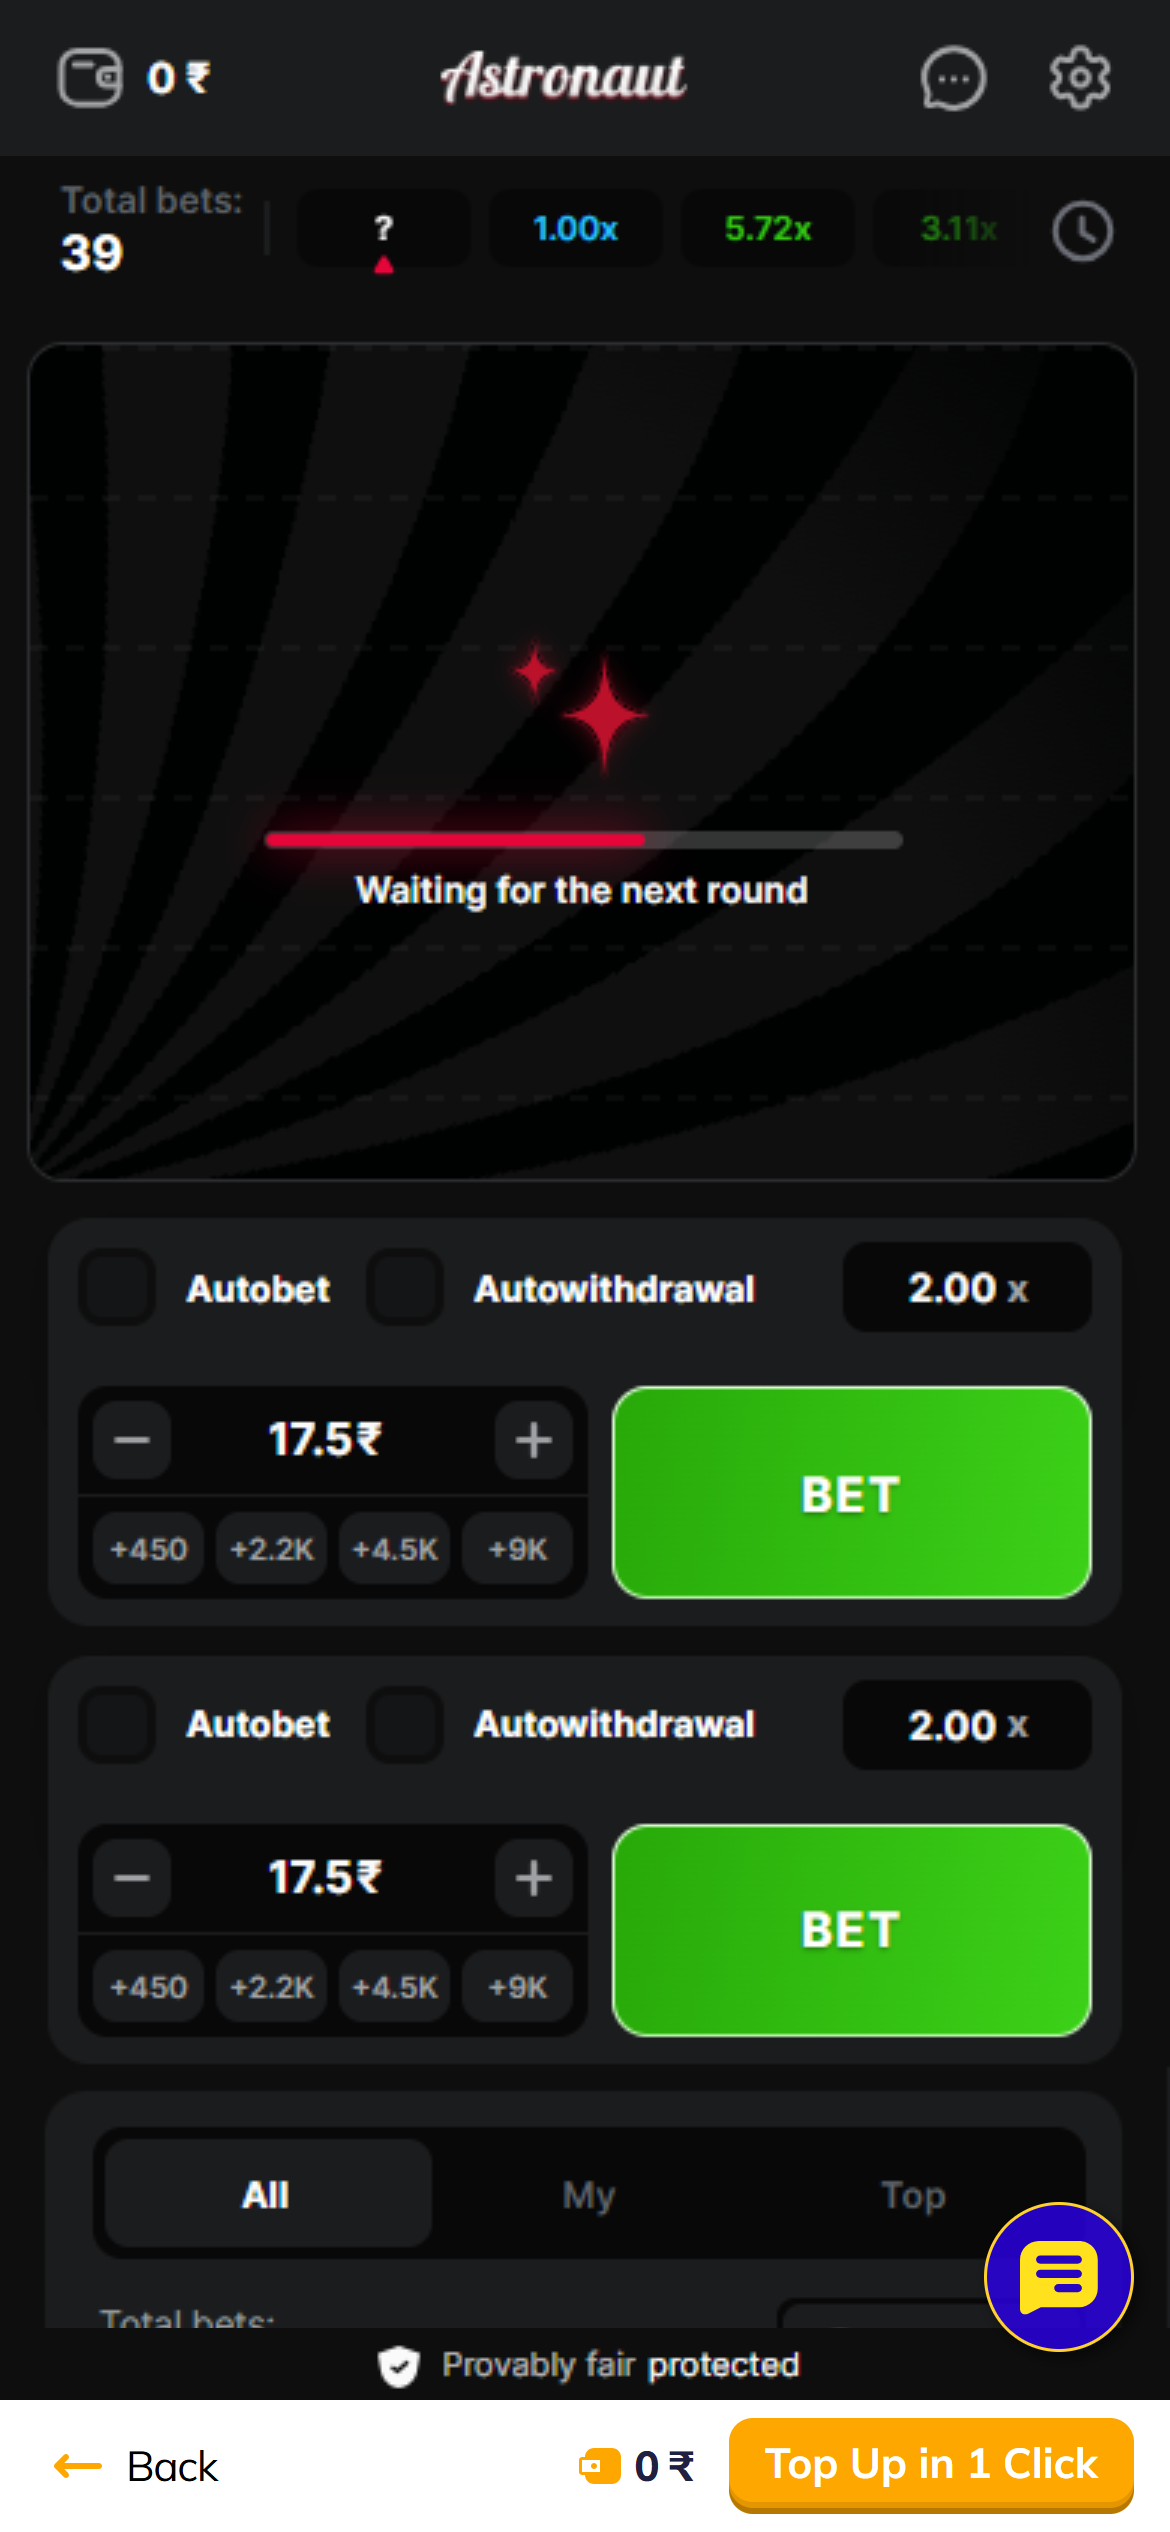 0 ₹
Astronaut
Total bets:
39
?
1.00x
5.72x
3.11x
Waiting for the next round
Autobet
Autowithdrawal
2.00 x
17.5₹
+450
+2.2K
+4.5K
+9K
BET
Autobet
Autowithdrawal
2.00 x
17.5₹
+450
+2.2K
+4.5K
+9K
BET
All
My
Top
Total bets:
Provably fair protected
Back
0 ₹
Top Up in 1 Click